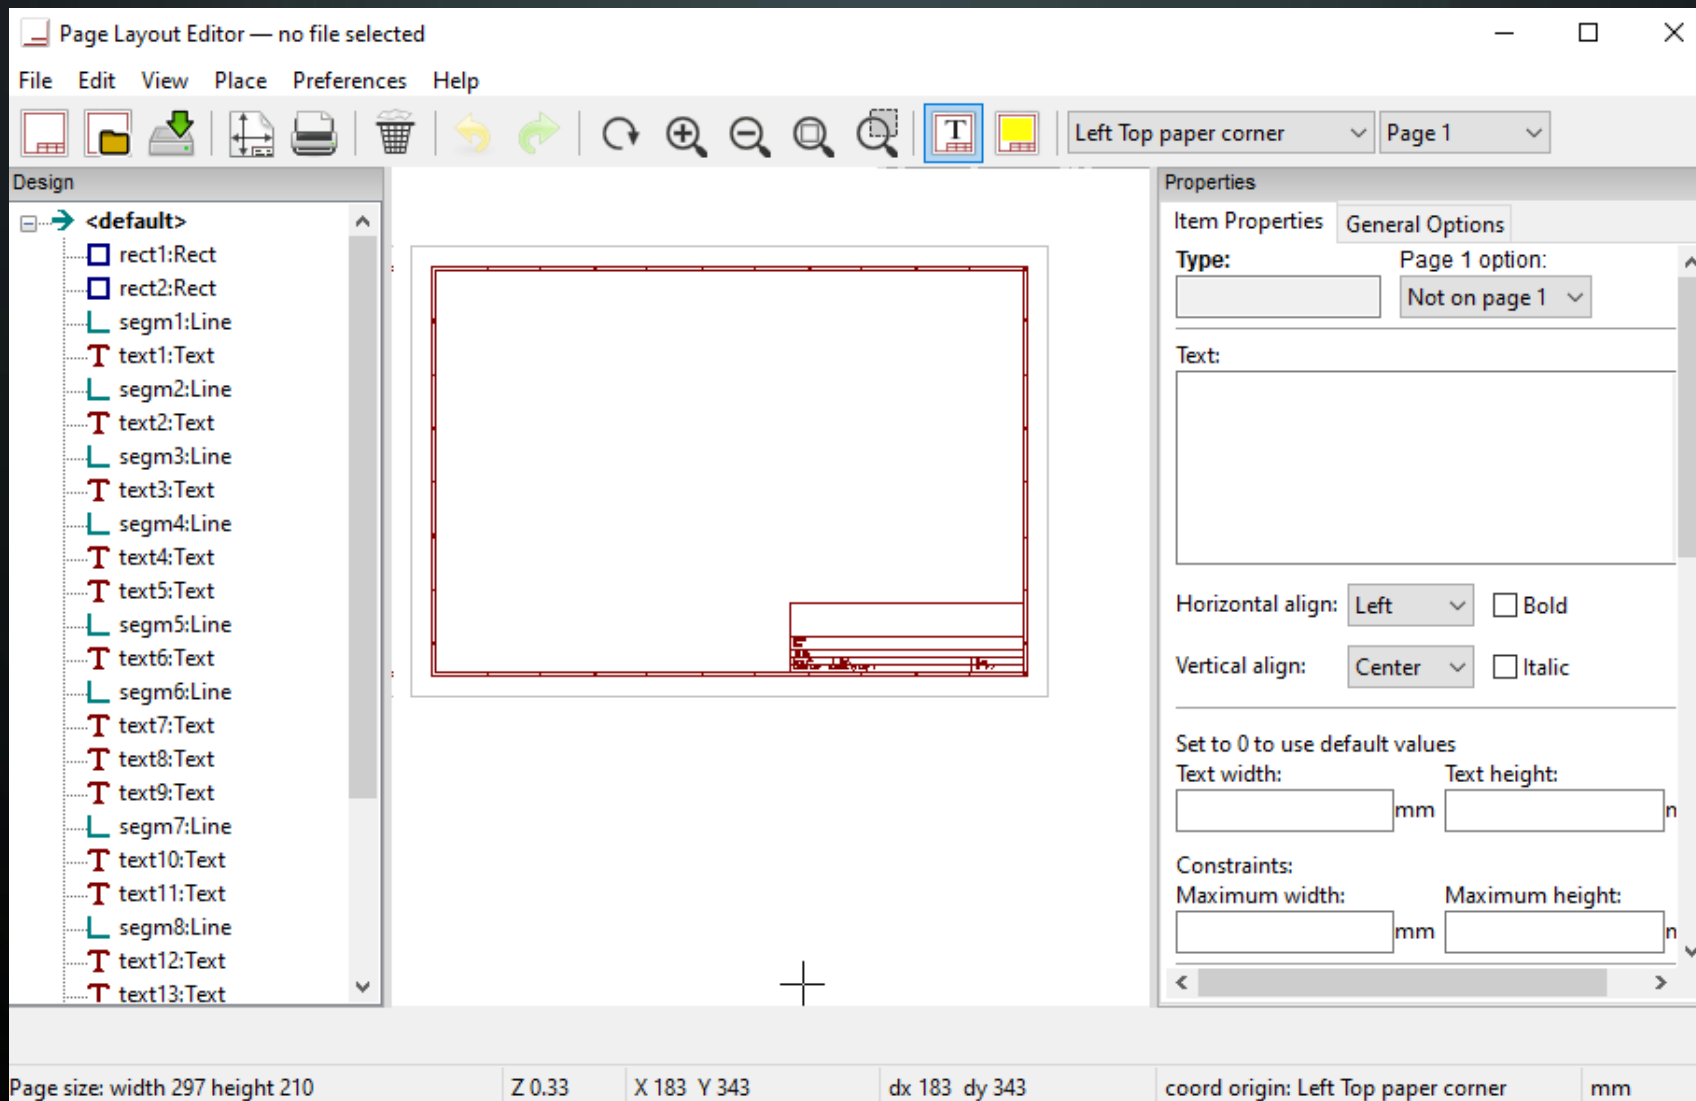 Page Layout Editor — no file selected
File Edit View Place Preferences Help
T
Left Top paper corner
Page 1
Design
<default>
rect1:Rect
rect2:Rect
segm1:Line
text1:Text
segm2:Line
text2:Text
segm3:Line
text3:Text
segm4:Line
text4:Text
text5:Text
segm5:Line
text6:Text
segm6:Line
text7:Text
text8:Text
text9:Text
segm7:Line
text10:Text
text11:Text
segm8:Line
text12:Text
text13:Text
Properties
Item Properties General Options
Type: Page 1 option:
Not on page 1
Text:
Horizontal align: Left Bold
Vertical align: Center Italic
Set to 0 to use default values
Text width: Text height:
mm
Constraints:
Maximum width: Maximum height:
mm
Page size: width 297 height 210 Z 0.33 X 183 Y 343 dx 183 dy 343 coord origin: Left Top paper corner mm